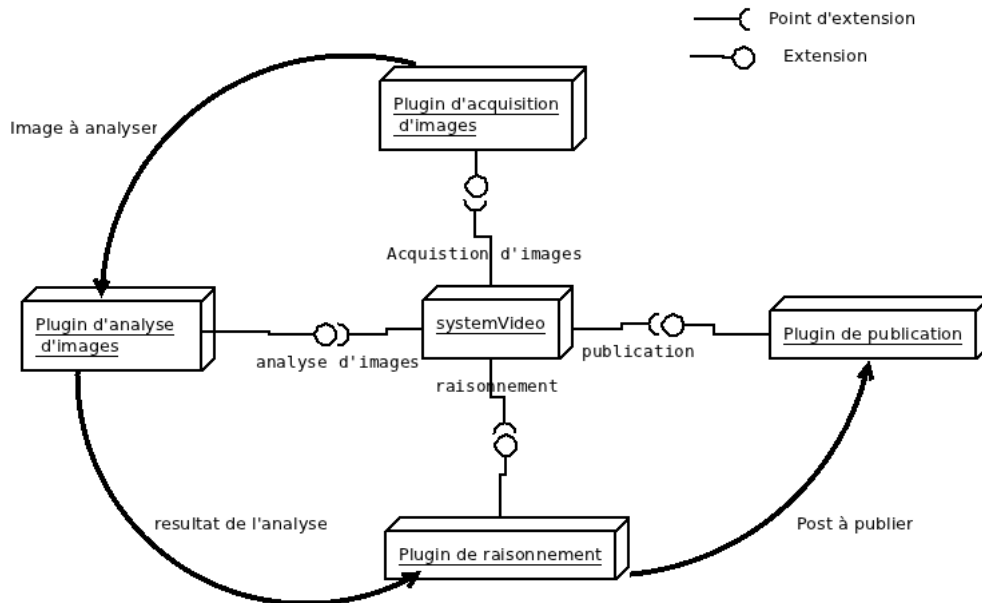 Point d'extension
Extension
Plugin d'acquisition
d'images
Image à analyser
Acquistion d'images
Plugin d'analyse
d'images
systemVideo
Plugin de publication
analyse d'images
publication
raisonnement
resultat de l'analyse
Post à publier
Plugin de raisonnement